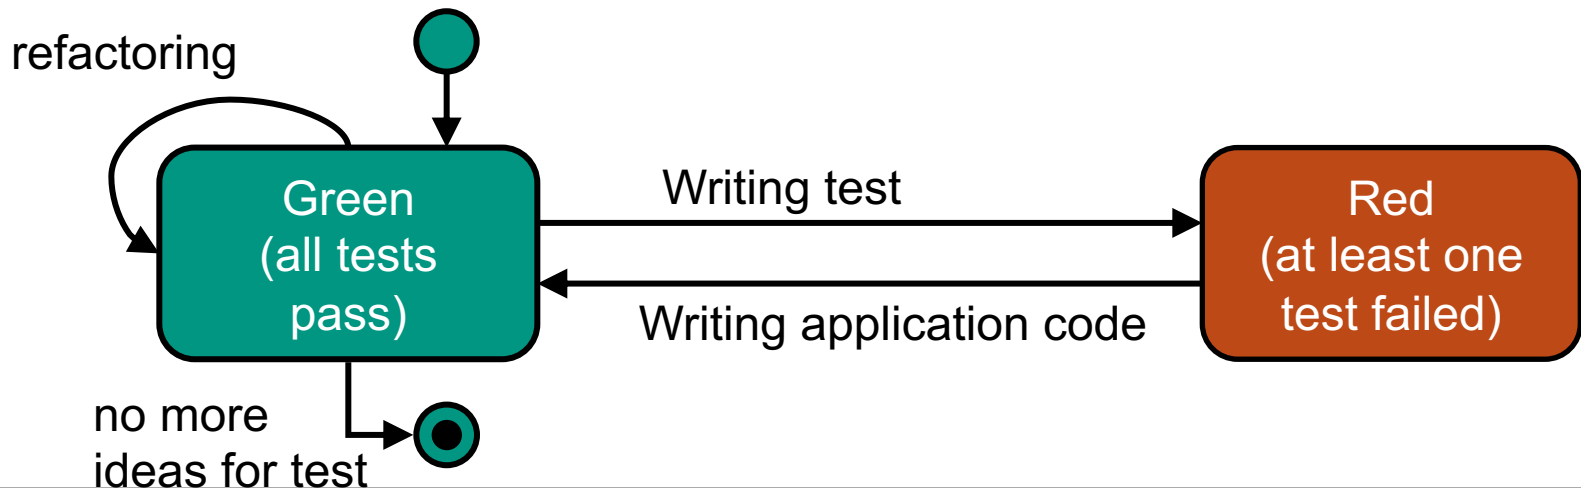 refactoring
Green
(all tests
pass)
Writing test
Writing application code
Red
(at least one
test failed)
no more
ideas for test